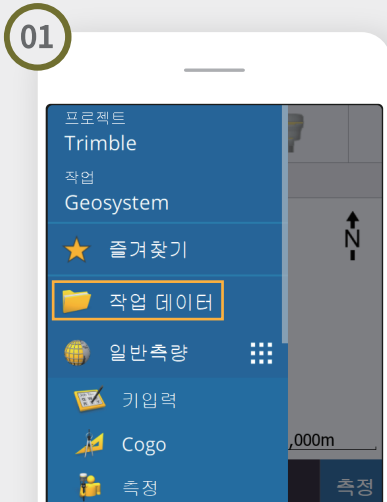 01
프로젝트
Trimble
작업
Geosystem
즐겨찾기
N
작업 데이터
일반측량
키입력
Cogo
,000m
측정
측정